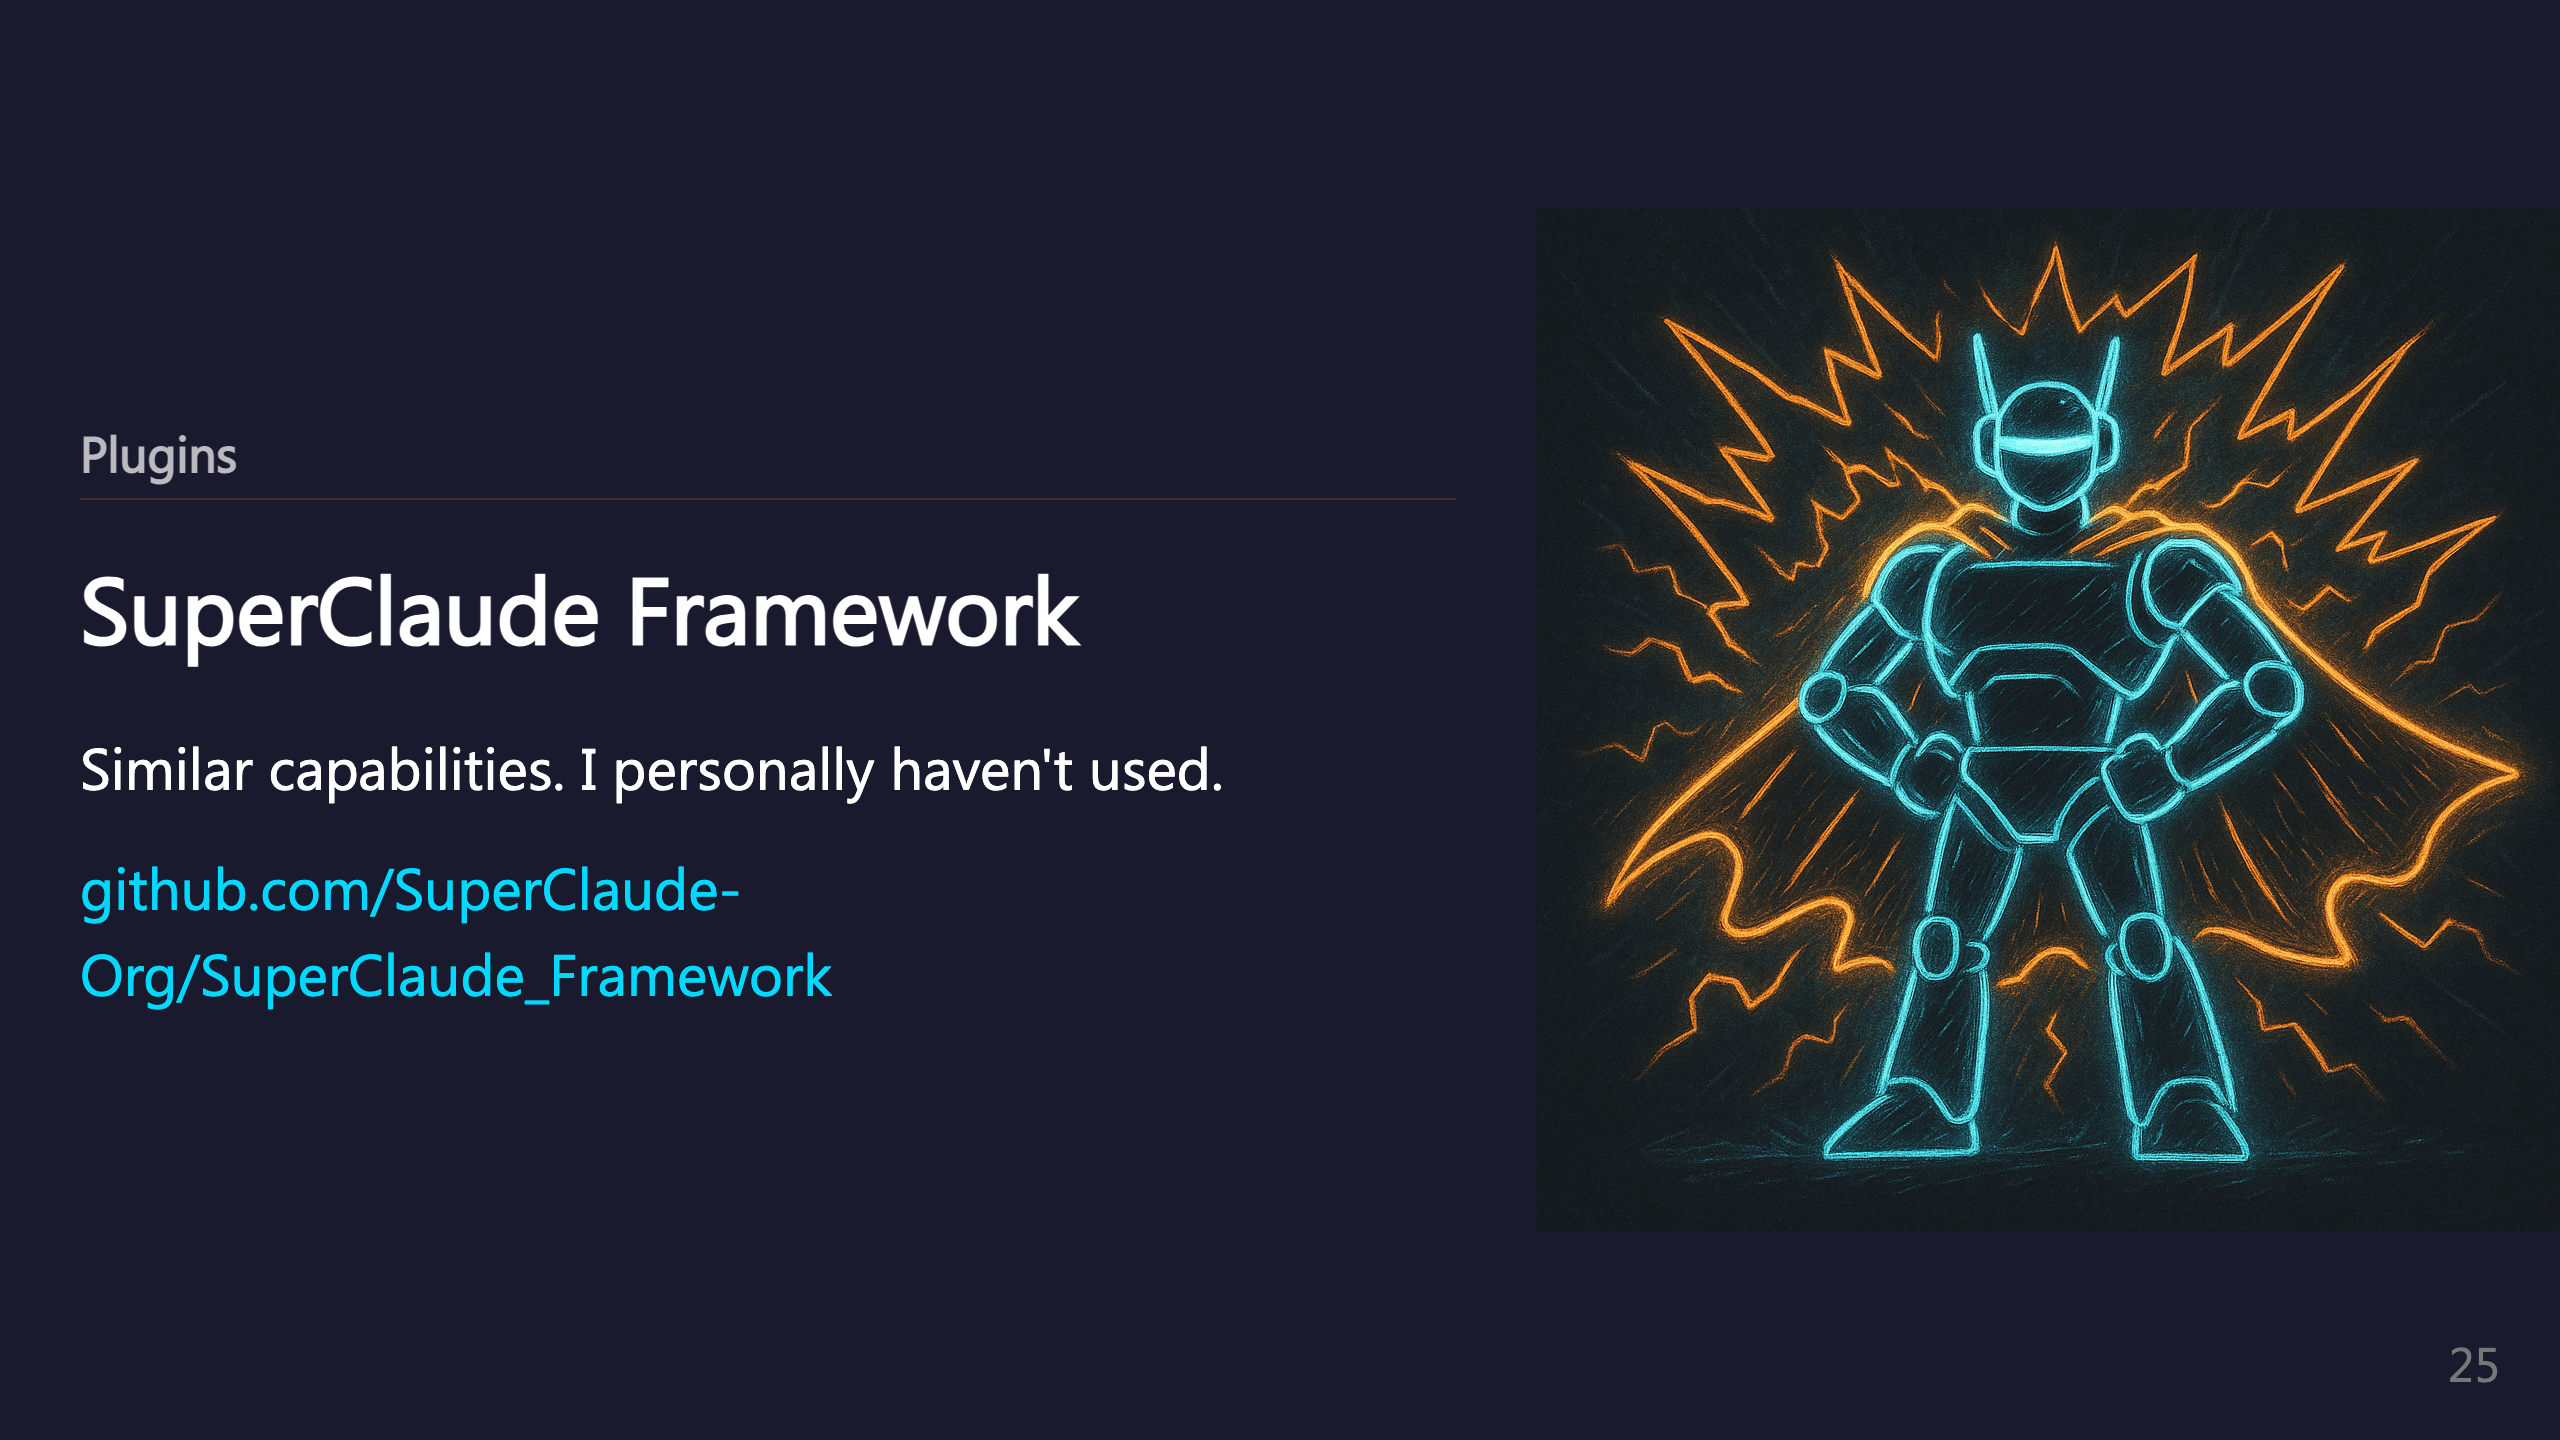 Plugins
SuperClaude Framework
Similar capabilities. I personally haven't used.
github.com/SuperClaude-
Org/SuperClaude_Framework
25